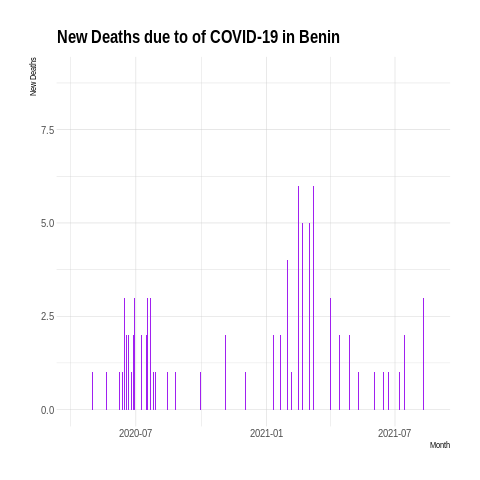 New Deaths due to of COVID-19 in Benin
New Deaths
7.5
5.0
2.5
0.0
2020-07 2021-01 2021-07
Month